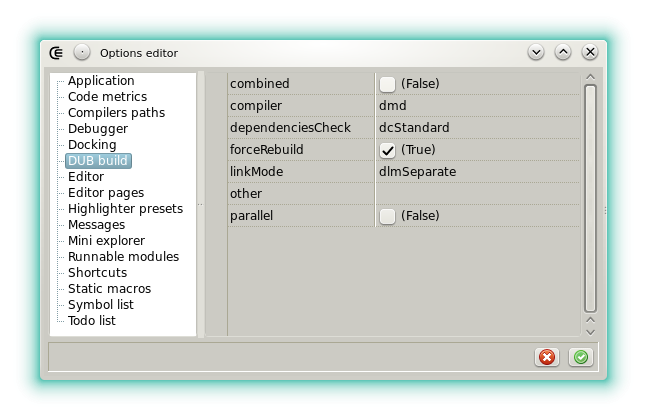 Options editor
Application
Code metrics
Compilers paths
Debugger
Docking
DUB build
Editor
Editor pages
Highlighter presets
Messages
Mini explorer
Runnable modules
Shortcuts
Static macros
Symbol list
Todo list
combined (False)
compiler dmd
dependenciesCheck dcStandard
forceRebuild (True)
linkMode dlmSeparate
other
parallel (False)